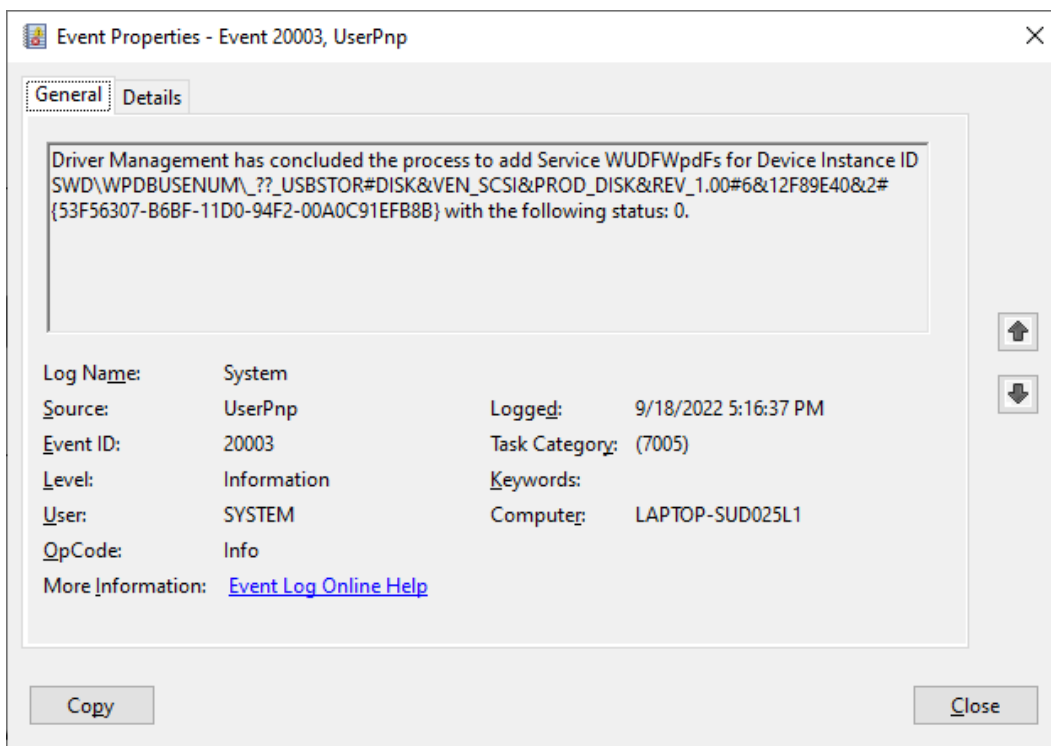 Event Properties - Event 20003, UserPnp
General Details
Driver Management has concluded the process to add Service WUDFWpdFs for Device Instance ID
SWD\WPDBUSENUM\_??_USBSTOR#DISK&VEN_SCSI&PROD_DISK&REV_1.00#6&12F89E40&2#
{53F56307-B6BF-11D0-94F2-00A0C91EFB8B} with the following status: 0.
Log Name: System
Source: UserPnp Logged: 9/18/2022 5:16:37 PM
Event ID: 20003 Task Category: (7005)
Level: Information Keywords:
User: SYSTEM Computer: LAPTOP-SUD025L1
OpCode: Info
More Information: Event Log Online Help
Copy Close